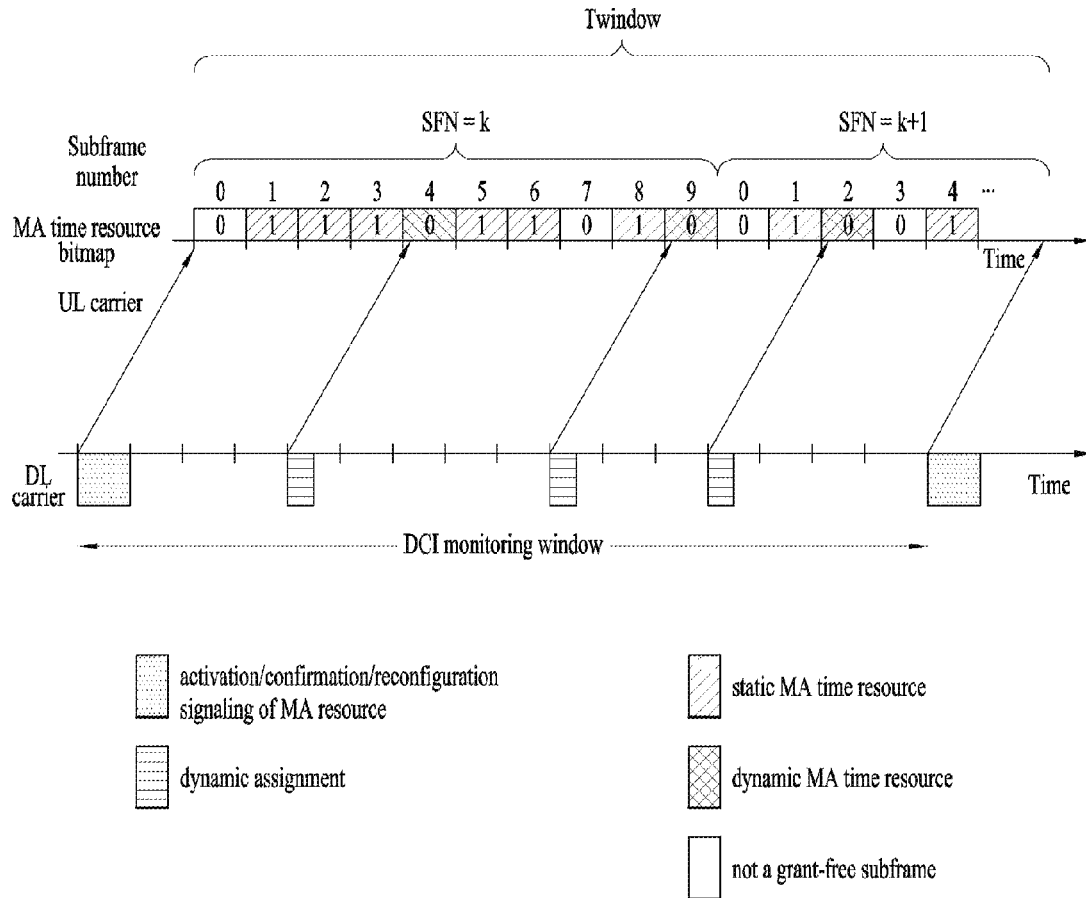 Twindow
SFN = k
SFN = k+1
Subframe
number
0 1 2 3 4 5 6 7 8 9 0 1 2 3 4 ...
MA time resource
bitmap
0 1 1 1 0 1 1 0 1 0 0 1 0 0 1
Time
UL carrier
DL
carrier
Time
DCI monitoring window
activation/confirmation/reconfiguration
signaling of MA resource
static MA time resource
dynamic assignment
dynamic MA time resource
not a grant-free subframe